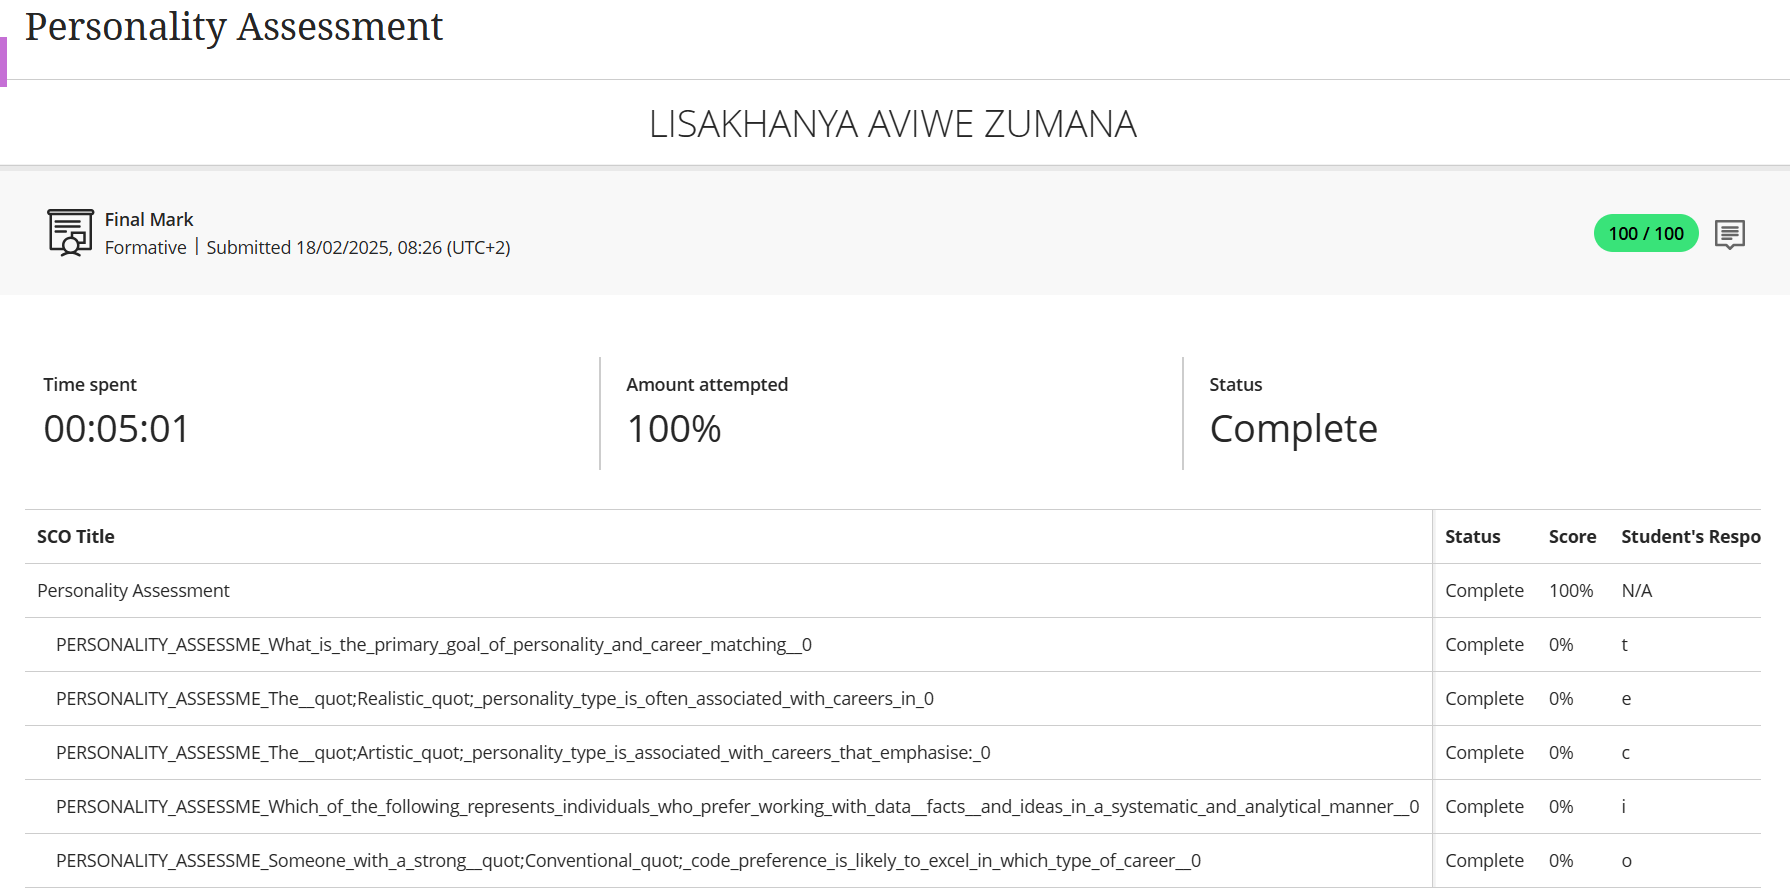 Personality Assessment
LISAKHANYA AVIWE ZUMANA
Final Mark
Formative | Submitted 18/02/2025, 08:26 (UTC+2)
100 / 100
Time spent
00:05:01
Amount attempted
100%
Status
Complete
SCO Title Status Score Student's Respo
Personality Assessment Complete 100% N/A
PERSONALITY_ASSESSME_What_is_the_primary_goal_of_personality_and_career_matching__0 Complete 0% t
PERSONALITY_ASSESSME_The__quot;Realistic_quot;_personality_type_is_often_associated_with_careers_in_0 Complete 0% e
PERSONALITY_ASSESSME_The__quot;Artistic_quot;_personality_type_is_associated_with_careers_that_emphasise:_0 Complete 0% c
PERSONALITY_ASSESSME_Which_of_the_following_represents_individuals_who_prefer_working_with_data__facts__and_ideas_in_a_systematic_and_analytical_manner__0 Complete 0% i
PERSONALITY_ASSESSME_Someone_with_a_strong__quot;Conventional_quot;_code_preference_is_likely_to_excel_in_which_type_of_career__0 Complete 0% o